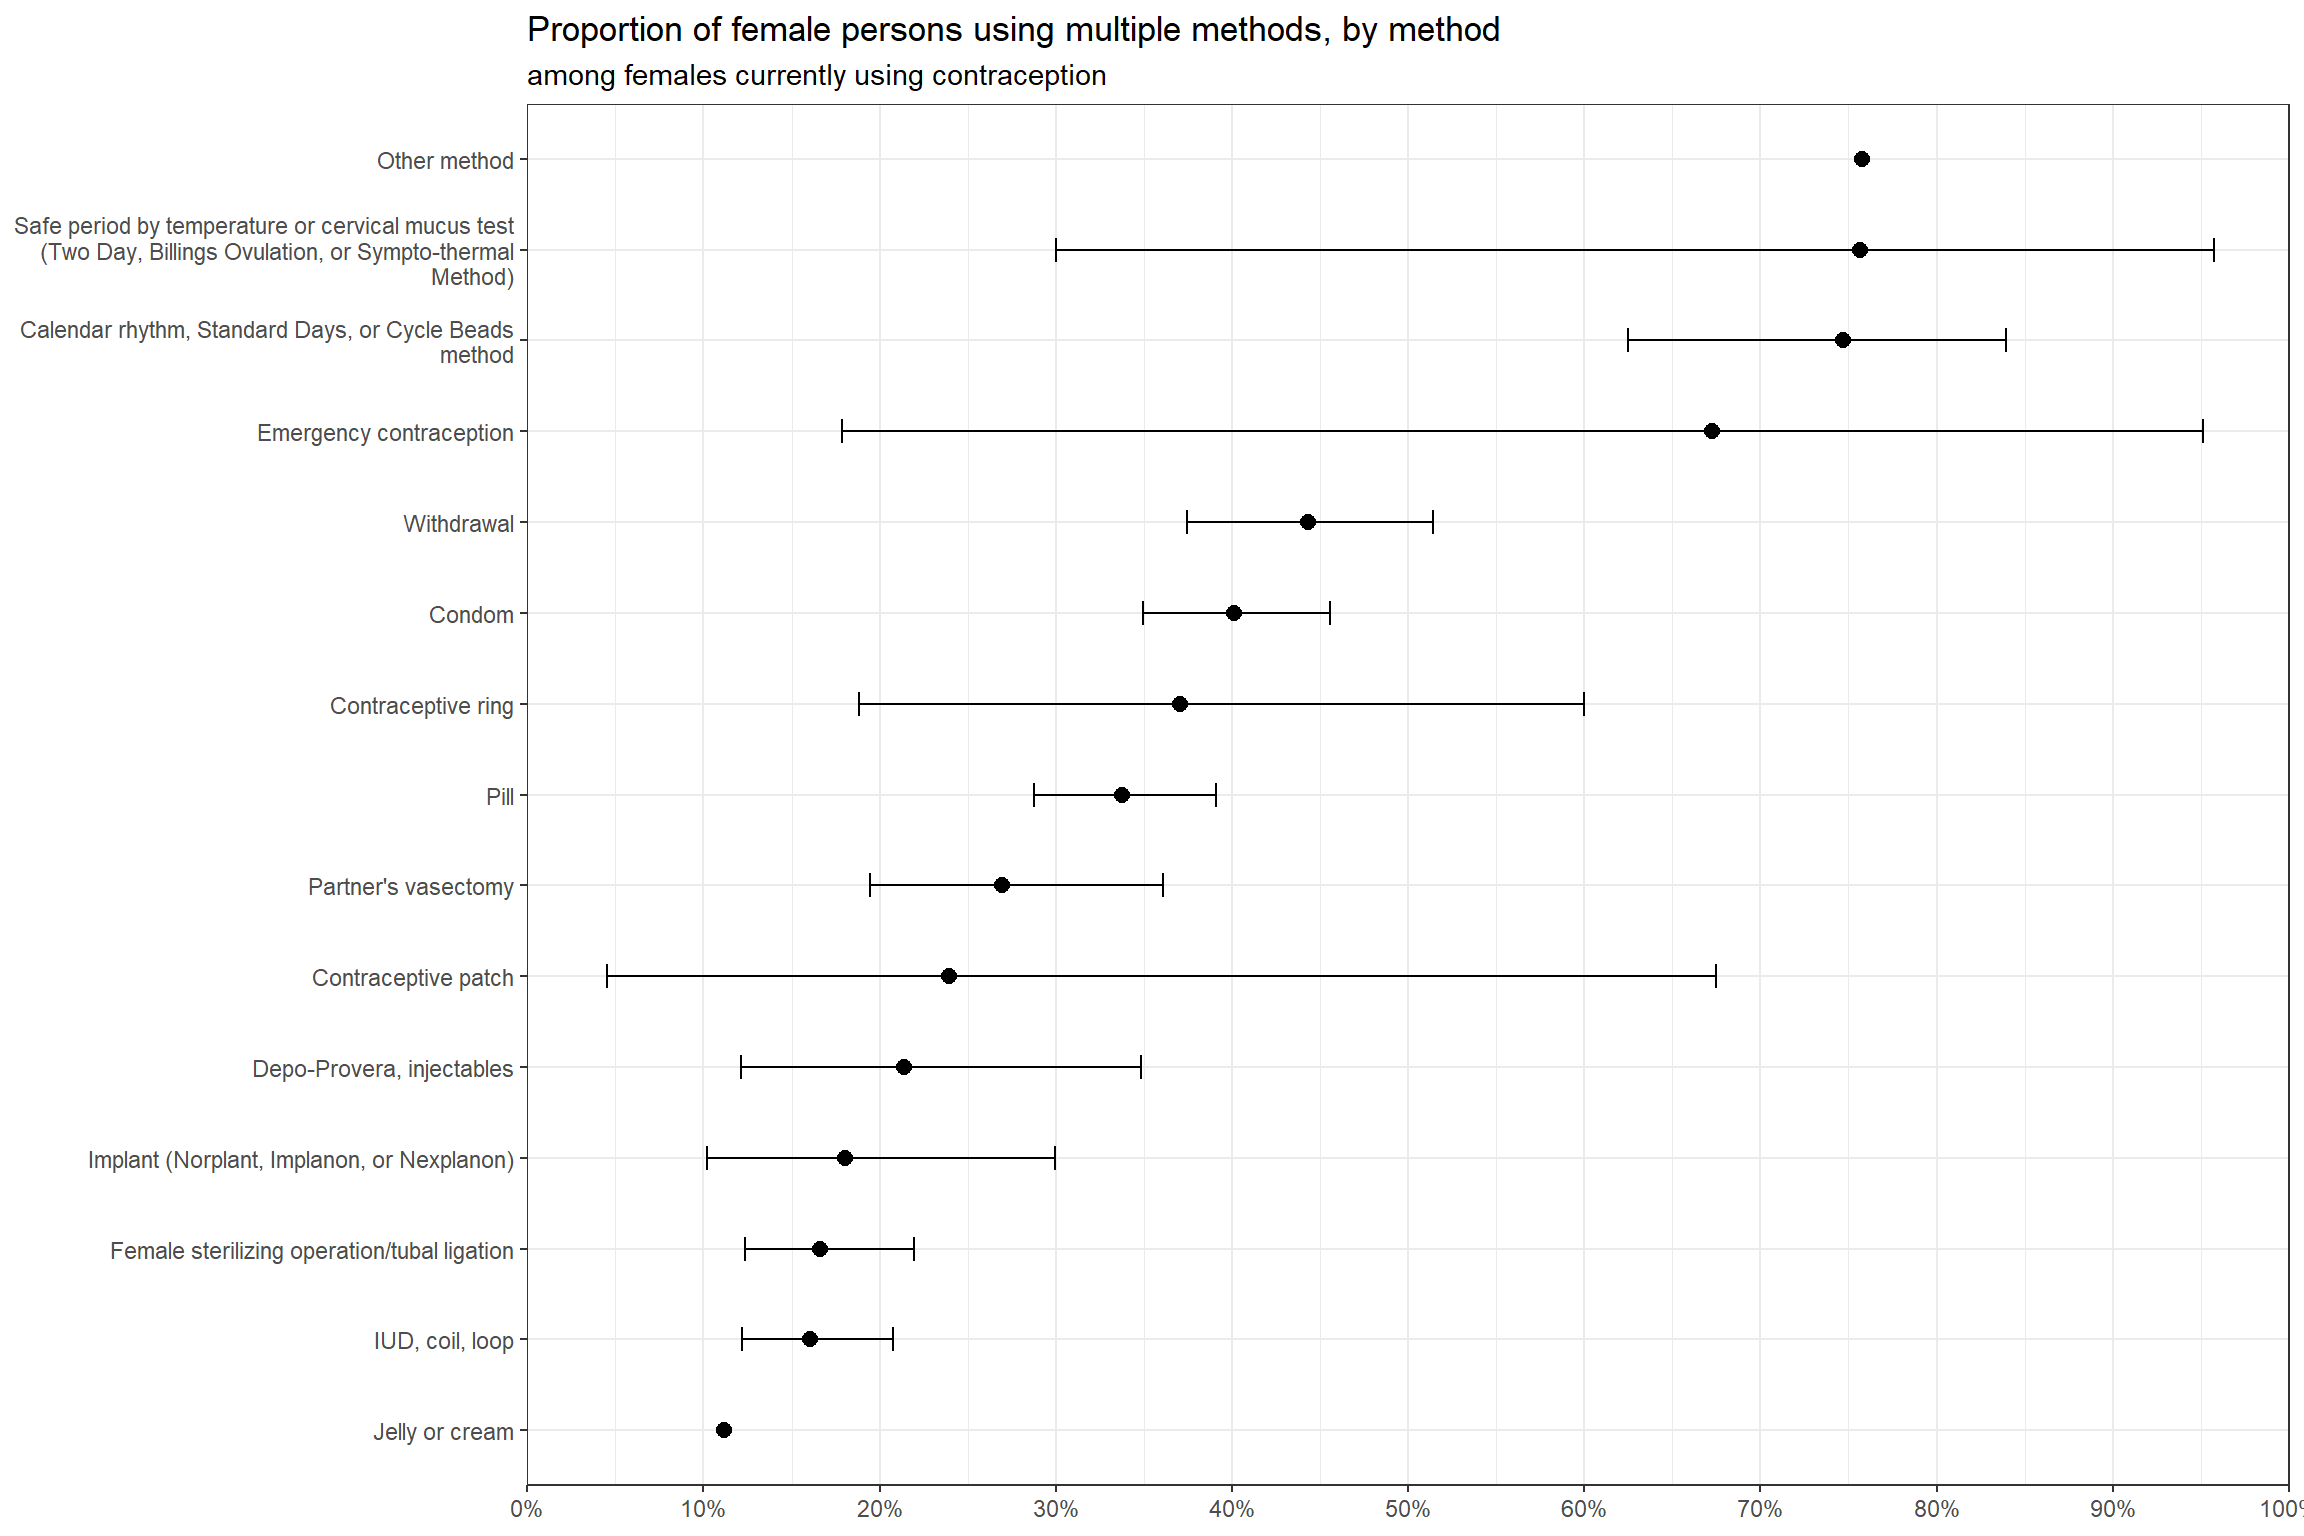 Proportion of female persons using multiple methods, by method
among females currently using contraception
Other method
Safe period by temperature or cervical mucus test
(Two Day, Billings Ovulation, or Sympto-thermal
Method)
Calendar rhythm, Standard Days, or Cycle Beads
method
Emergency contraception
Withdrawal
Condom
Contraceptive ring
Pill
Partner's vasectomy
Contraceptive patch
Depo-Provera, injectables
Implant (Norplant, Implanon, or Nexplanon)
Female sterilizing operation/tubal ligation
IUD, coil, loop
Jelly or cream
0% 10% 20% 30% 40% 50% 60% 70% 80% 90% 100%